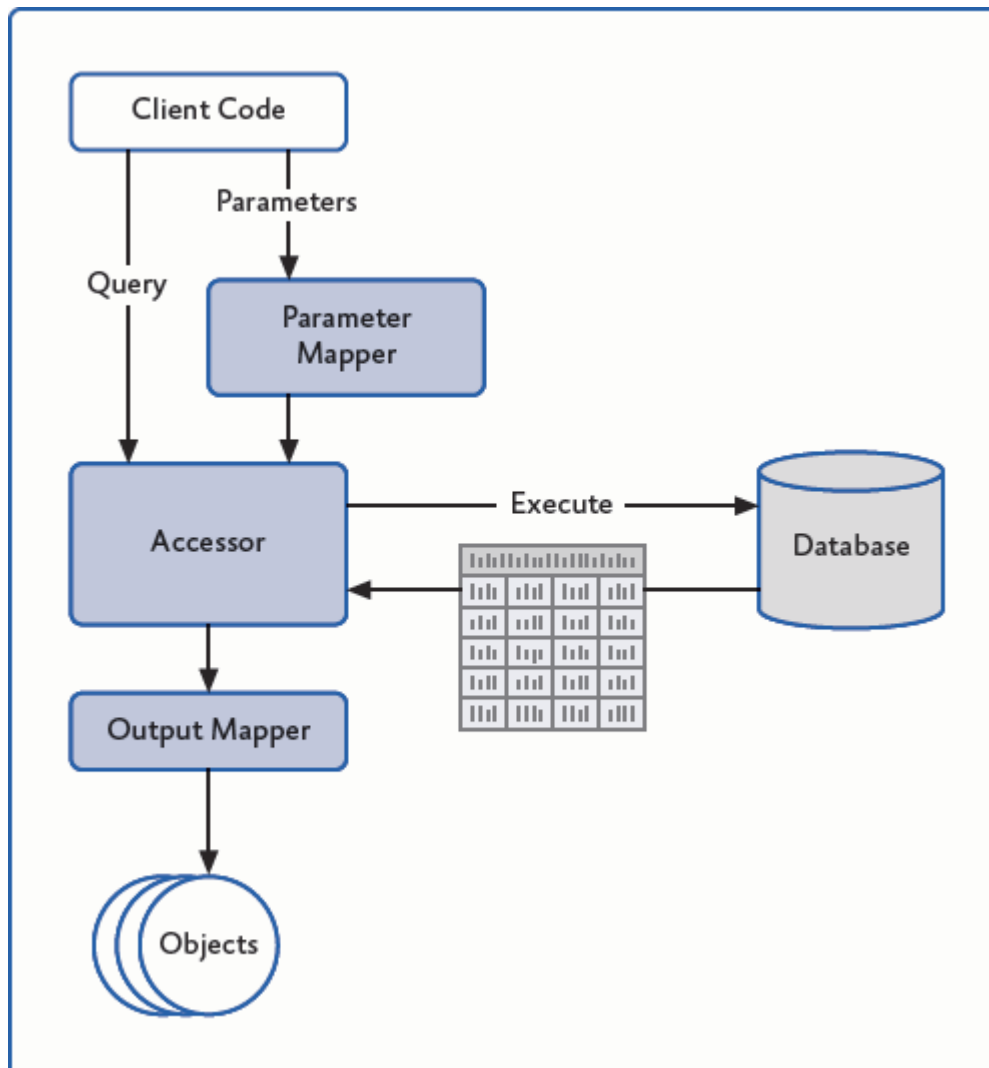 Client Code
Parameters
Query
Parameter
Mapper
Execute
Accessor
Database
Output Mapper
Objects